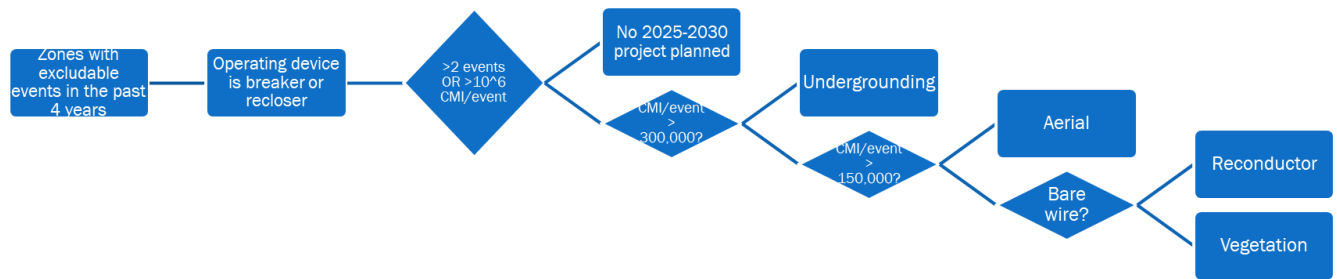 Zones with
excludable
events in the past
4 years
Operating device
is breaker or
recloser
>2 events
OR >10^6
CMI/event
No 2025-2030
project planned
CMI/event
>
300,000?
Undergrounding
CMI/event
>
150,000?
Aerial
Bare
wire?
Reconductor
Vegetation